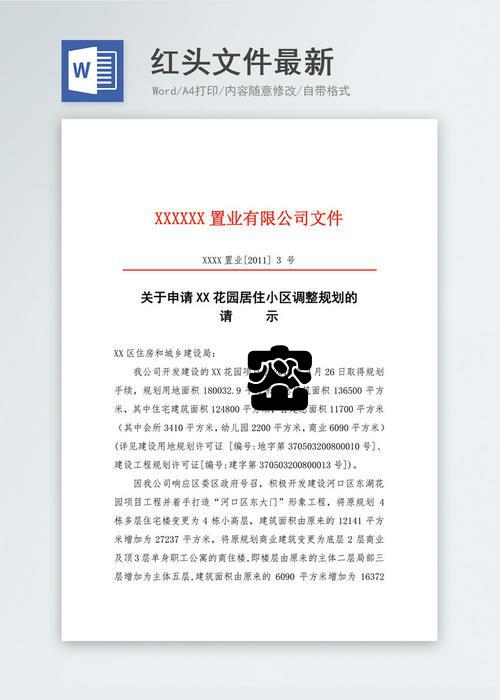 W
红头文件最新
Word/A4打印/内容随意修改/自带格式
XXXXXX 置业有限公司文件
XXXX 置业[2011] 3 号
关于申请 XX 花园居住小区调整规划的
请 示
XX 区住房和城乡建设局:
我公司开发建设的 XX 花园项 月 26 日取得规划
手续,规划用地面积 180032.9 平 筑面积 136500 平方
米,其中住宅建筑面积 124800 平方米,公建面积 11700 平方米
(其中会所 3410 平方米,幼儿园 2200 平方米,商业 6090 平方米)
(详见建设用地规划许可证 [编号:地字第 370503200800010 号]、
建设工程规划许可证[编号:建字第 370503200800013 号])。
因我公司响应区委区政府号召,积极开发建设河口区东湖花
园项目工程并着手打造“河口区东大门”形象工程,将原规划 4
栋多层住宅楼变更为 4 栋小高层,建筑面积由原来的 12141 平方
米增加为 27237 平方米,将原规划商业建筑变更为底层 2 层商业
及顶 3 层单身职工公寓的商住楼,即楼层由原来的主体二层局部三
层增加为主体五层,建筑面积由原来的 6090 平方米增加为 16372